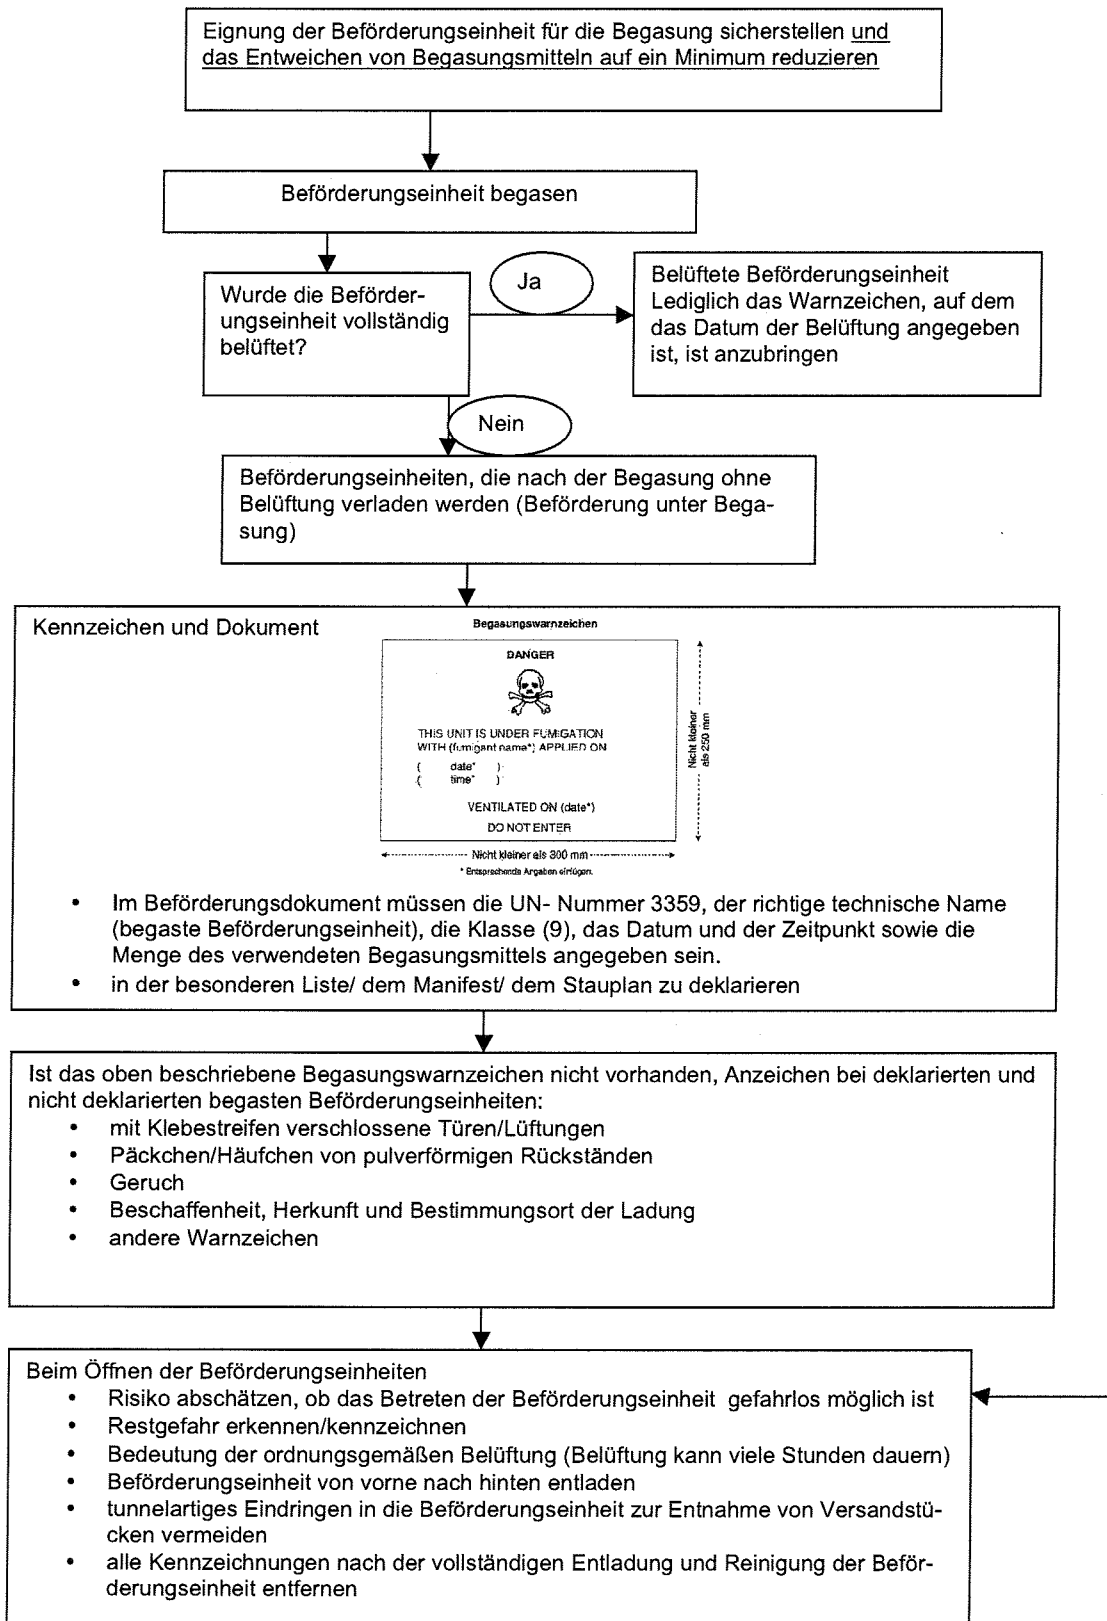 Eignung der Beförderungseinheit für die Begasung sicherstellen und
das Entweichen von Begasungsmitteln auf ein Minimum reduzieren
Beförderungseinheit begasen
Wurde die Beförder-
ungseinheit vollständig
belüftet?
Ja
Belüftete Beförderungseinheit
Lediglich das Warnzeichen, auf dem
das Datum der Belüftung angegeben
ist, ist anzubringen
Nein
Beförderungseinheiten, die nach der Begasung ohne
Belüftung verladen werden (Beförderung unter Bega-
sung)
Kennzeichen und Dokument
Begasungswarnzeichen
DANGER
THIS UNIT IS UNDER FUMIGATION
WITH (fumigant name*) APPLIED ON
( date* )
( time* )
VENTILATED ON (date*)
DO NOT ENTER
Nicht kleiner
als 250 mm
Nicht kleiner als 300 mm
* Entsprechende Angaben einfügen.
• Im Beförderungsdokument müssen die UN- Nummer 3359, der richtige technische Name
(begaste Beförderungseinheit), die Klasse (9), das Datum und der Zeitpunkt sowie die
Menge des verwendeten Begasungsmittels angegeben sein.
• in der besonderen Liste/ dem Manifest/ dem Stauplan zu deklarieren
Ist das oben beschriebene Begasungswarnzeichen nicht vorhanden, Anzeichen bei deklarierten und
nicht deklarierten begasten Beförderungseinheiten:
• mit Klebestreifen verschlossene Türen/Lüftungen
• Päckchen/Häufchen von pulverförmigen Rückständen
• Geruch
• Beschaffenheit, Herkunft und Bestimmungsort der Ladung
• andere Warnzeichen
Beim Öffnen der Beförderungseinheiten
• Risiko abschätzen, ob das Betreten der Beförderungseinheit gefahrlos möglich ist
• Restgefahr erkennen/kennzeichnen
• Bedeutung der ordnungsgemäßen Belüftung (Belüftung kann viele Stunden dauern)
• Beförderungseinheit von vorne nach hinten entladen
• tunnelartiges Eindringen in die Beförderungseinheit zur Entnahme von Versandstü-
cken vermeiden
• alle Kennzeichnungen nach der vollständigen Entladung und Reinigung der Beför-
derungseinheit entfernen